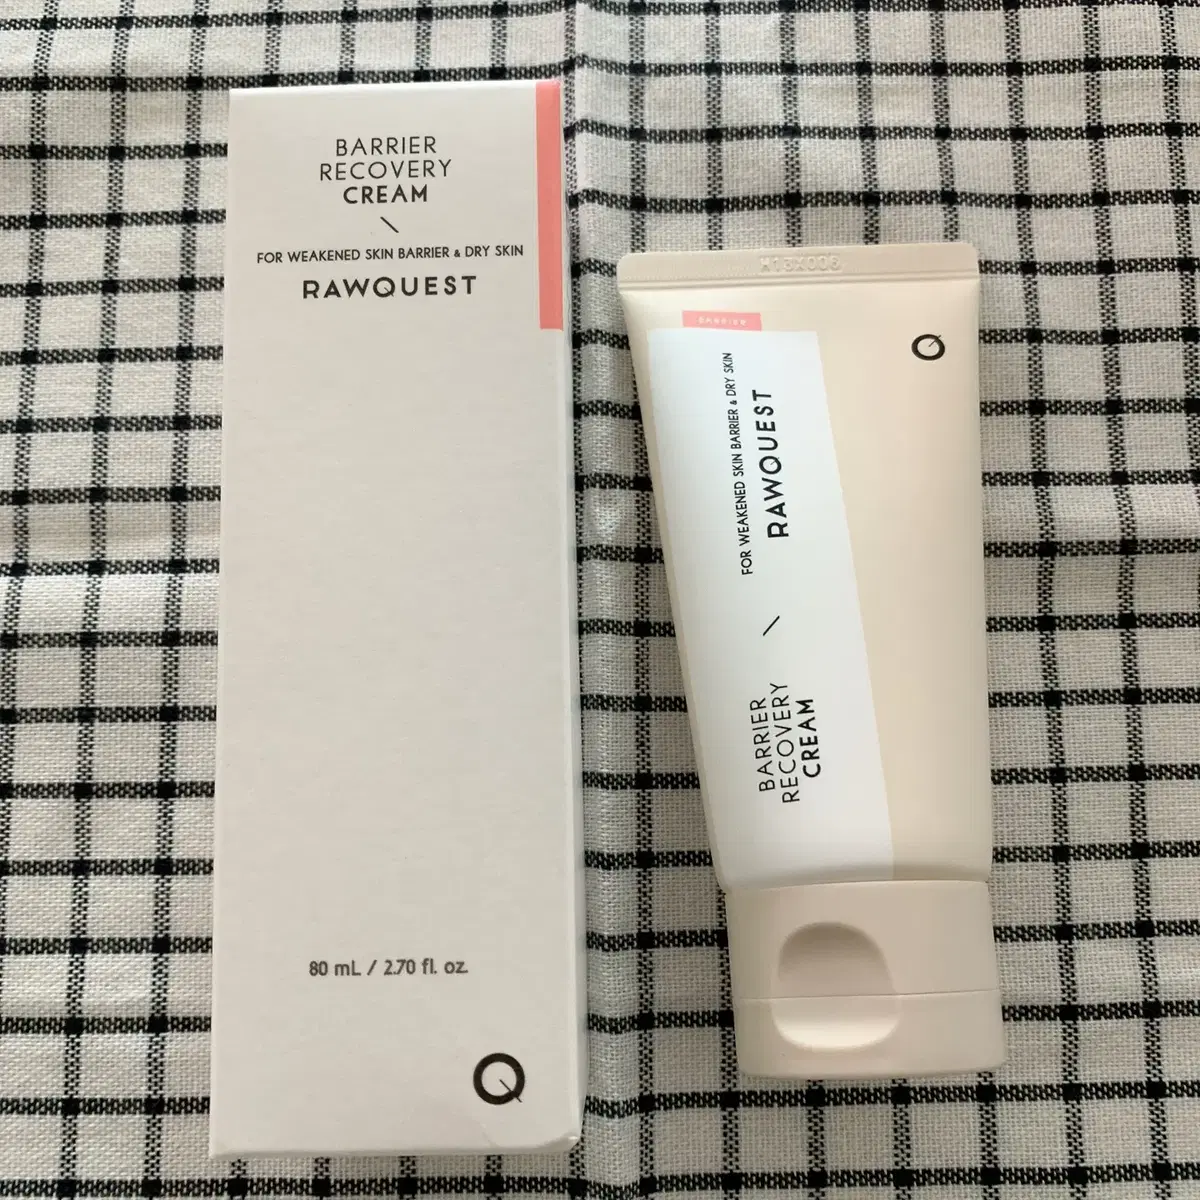 BARRIER
RECOVERY
CREAM
FOR WEAKENED SKIN BARRIER & DRY SKIN
RAWQUEST
80 mL / 2.70 fl. oz.
BARRIER
FOR WEAKENED SKIN BARRIER & DRY SKIN
RAWQUEST
BARRIER
RECOVERY
CREAM